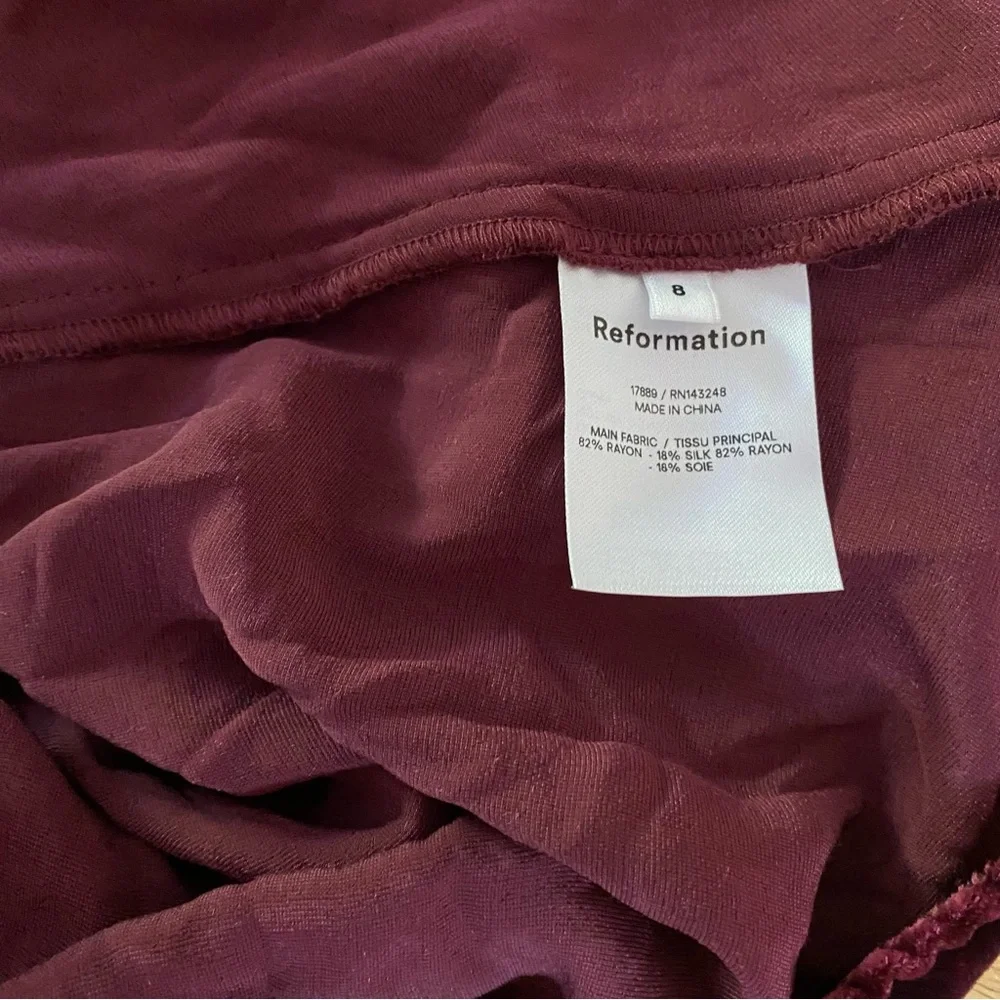 8
Reformation
17889 / RN143248
MADE IN CHINA
MAIN FABRIC / TISSU PRINCIPAL
82% RAYON - 18% SILK 82% RAYON
- 18% SOIE